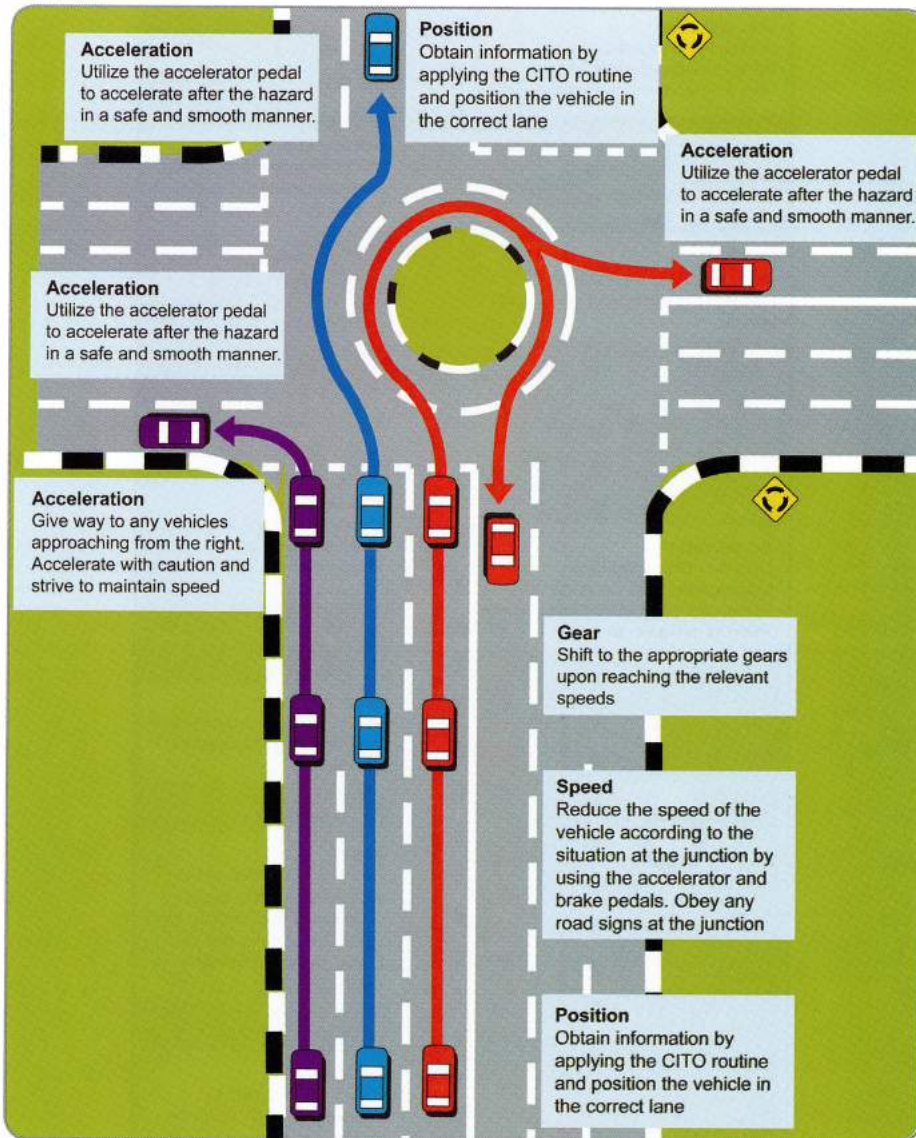 Acceleration
Utilize the accelerator pedal
to accelerate after the hazard
in a safe and smooth manner.
Position
Obtain information by
applying the CITO routine
and position the vehicle in
the correct lane
Acceleration
Utilize the accelerator pedal
to accelerate after the hazard
in a safe and smooth manner.
Acceleration
Utilize the accelerator pedal
to accelerate after the hazard
in a safe and smooth manner.
Acceleration
Give way to any vehicles
approaching from the right.
Accelerate with caution and
strive to maintain speed
Gear
Shift to the appropriate gears
upon reaching the relevant
speeds
Speed
Reduce the speed of the
vehicle according to the
situation at the junction by
using the accelerator and
brake pedals. Obey any
road signs at the junction
Position
Obtain information by
applying the CITO routine
and position the vehicle in
the correct lane